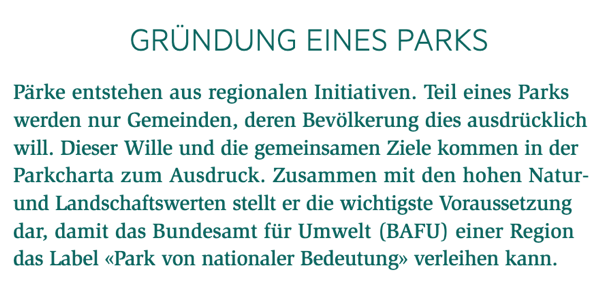 GRÜNDUNG EINES PARKS
Pärke entstehen aus regionalen Initiativen. Teil eines Parks
werden nur Gemeinden, deren Bevölkerung dies ausdrücklich
will. Dieser Wille und die gemeinsamen Ziele kommen in der
Parkcharta zum Ausdruck. Zusammen mit den hohen Natur-
und Landschaftswerten stellt er die wichtigste Voraussetzung
dar, damit das Bundesamt für Umwelt (BAFU) einer Region
das Label «Park von nationaler Bedeutung» verleihen kann.